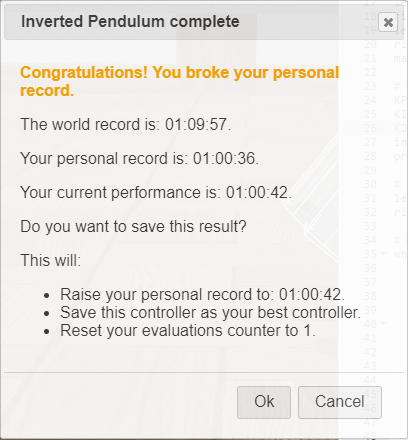 Inverted Pendulum complete
Congratulations! You broke your personal
record.
The world record is: 01:09:57.
Your personal record is: 01:00:36.
Your current performance is: 01:00:42.
Do you want to save this result?
This will:
• Raise your personal record to: 01:00:42.
• Save this controller as your best controller.
• Reset your evaluations counter to 1.
Ok Cancel